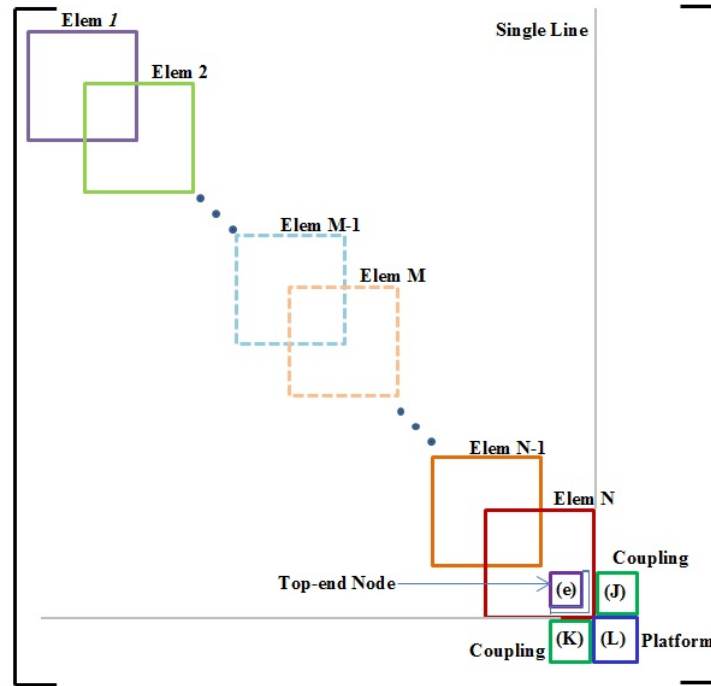 Elem 1
Single Line
Elem 2
Elem M-1
Elem M
Elem N-1
Elem N
Coupling
Top-end Node
(e)
(J)
Coupling
(K)
(L)
Platform